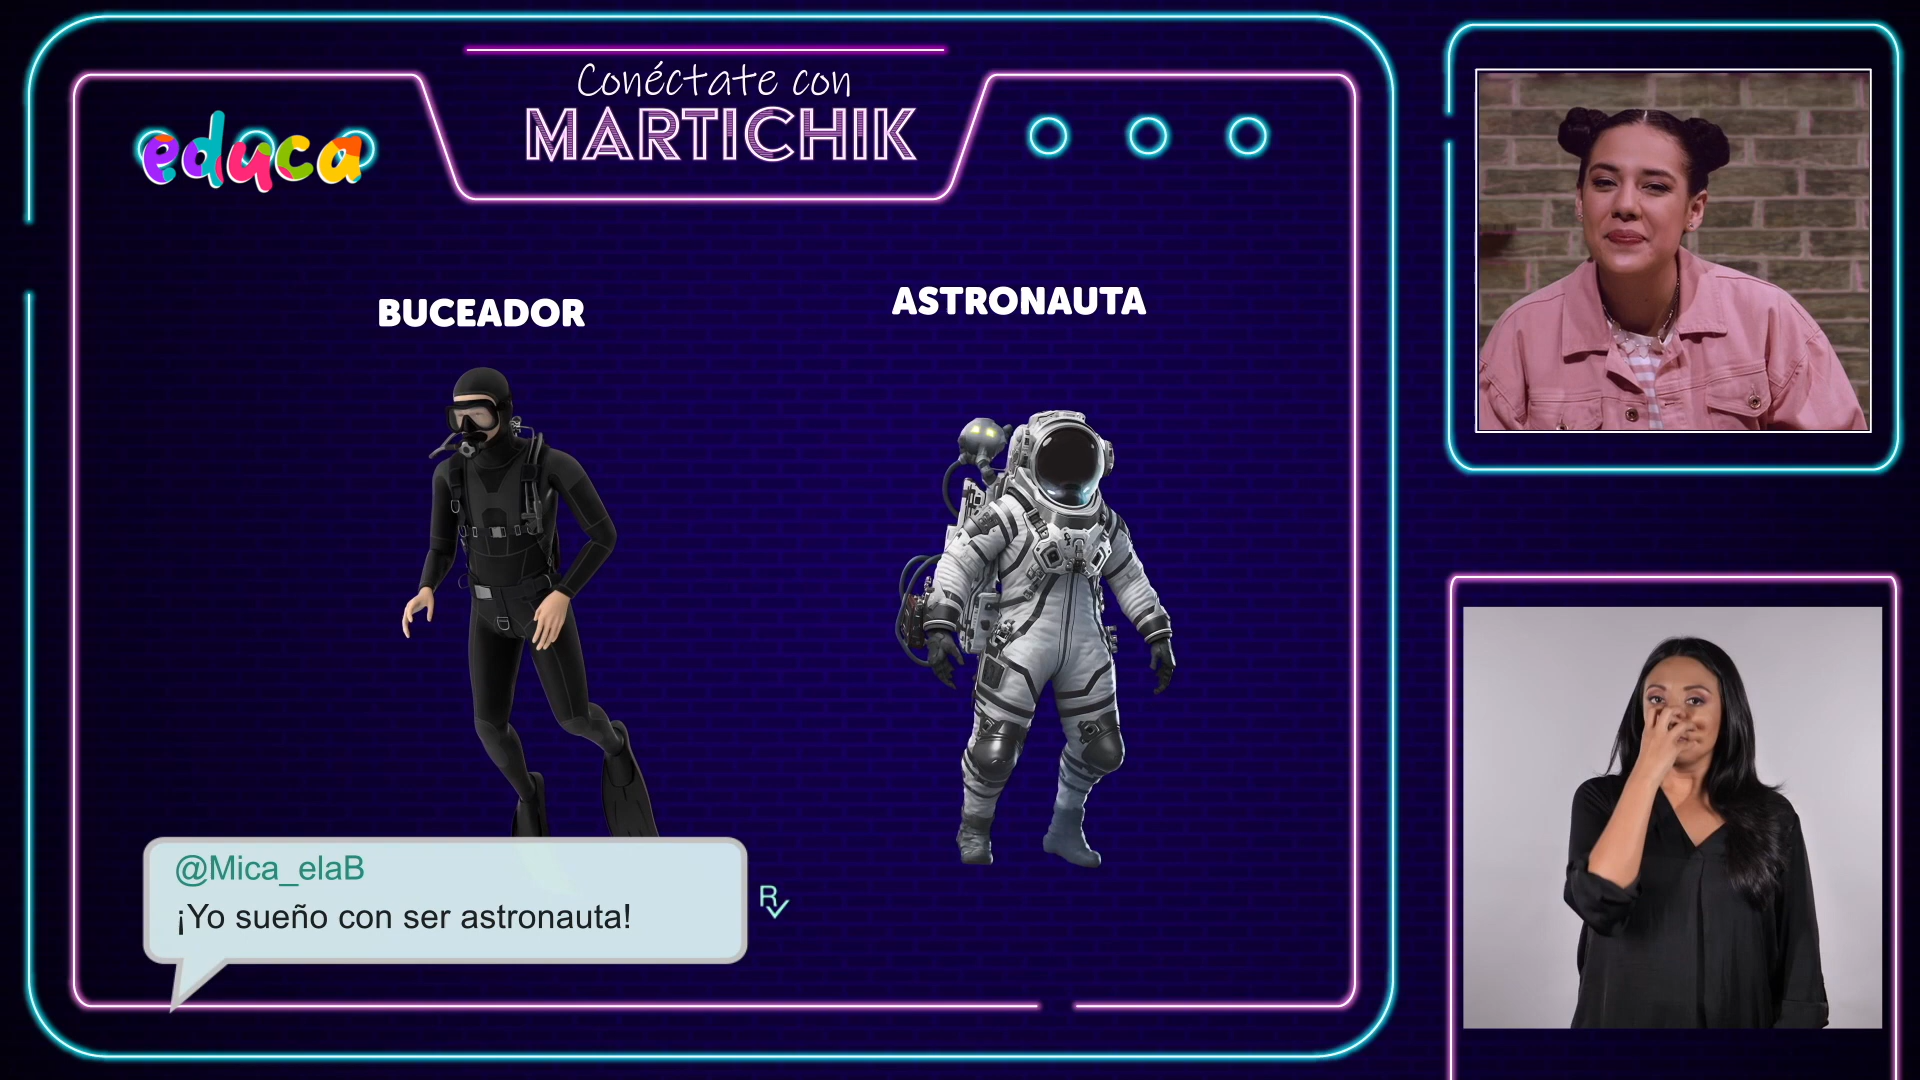 Conéctate con
MARTICHIK
educa
BUCEADOR
ASTRONAUTA
@Mica_elaB
¡Yo sueño con ser astronauta!
R